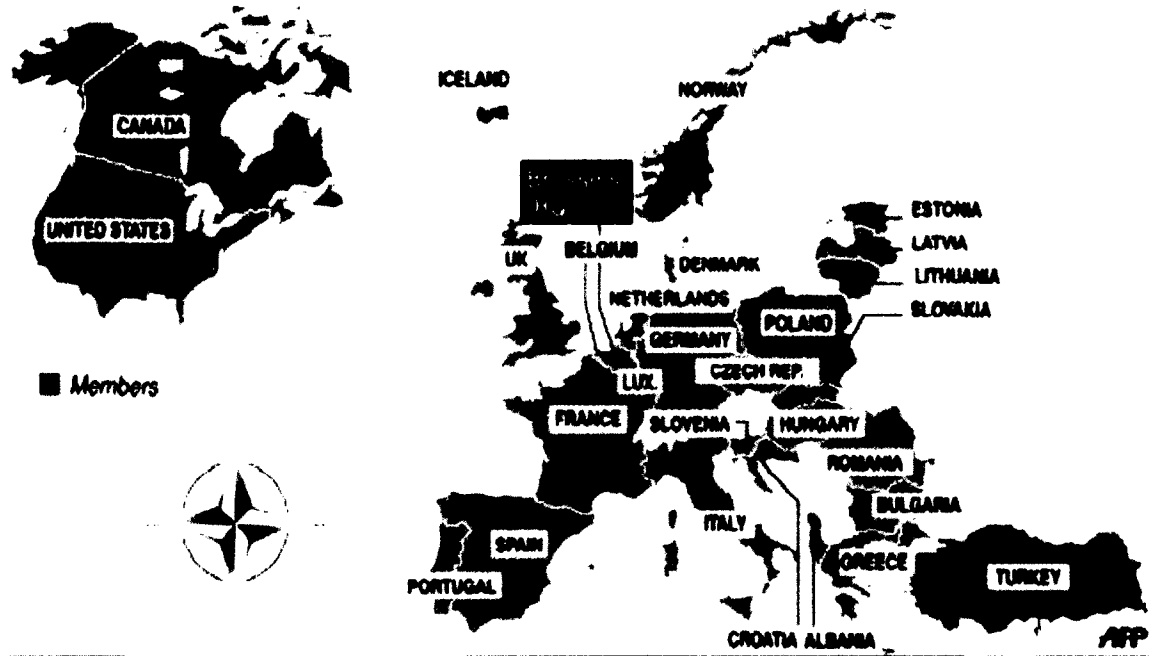 ICELAND
NORWAY
CANADA
UNITED STATES
ESTONIA
LATVIA
LITHUANIA
SLOVAKIA
UK
BELGIUM
DENMARK
NETHERLANDS
POLAND
GERMANY
CZECH REP.
LUX.
Members
FRANCE
SLOVENIA
HUNGARY
ROMANIA
BULGARIA
ITALY
SPAIN
GREECE
TURKEY
PORTUGAL
CROATIA ALBANIA
AFP